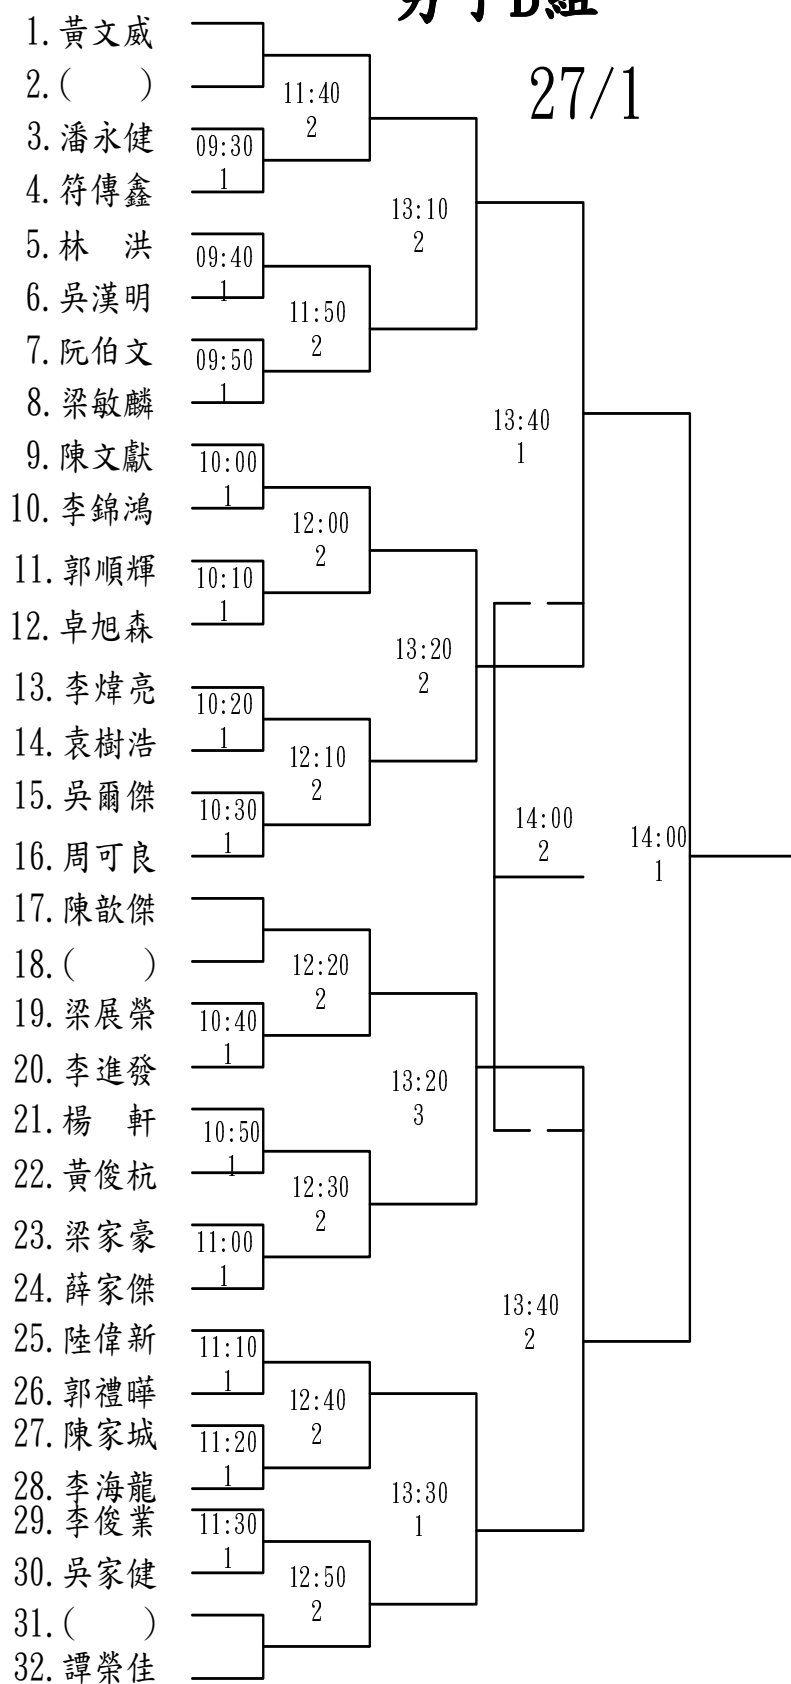 男子B組
27/1
1. 黃文威
2. (　　)
11:40
2
3. 潘永健
09:30
1
4. 符傳鑫
13:10
2
5. 林　洪
09:40
1
6. 吳漢明
11:50
2
7. 阮伯文
09:50
1
8. 梁敏麟
13:40
1
9. 陳文獻
10:00
1
10. 李錦鴻
12:00
2
11. 郭順輝
10:10
1
12. 卓旭森
13:20
2
13. 李煒亮
10:20
1
14. 袁樹浩
12:10
2
15. 吳爾傑
10:30
1
16. 周可良
14:00
2
14:00
1
17. 陳歆傑
18. (　　)
12:20
2
19. 梁展榮
10:40
1
20. 李進發
13:20
3
21. 楊　軒
10:50
1
22. 黃俊杭
12:30
2
23. 梁家豪
11:00
1
24. 薛家傑
13:40
2
25. 陸偉新
11:10
1
26. 郭禮曄
12:40
2
27. 陳家城
11:20
1
28. 李海龍
13:30
1
29. 李俊業
11:30
1
30. 吳家健
12:50
2
31. (　　)
32. 譚榮佳